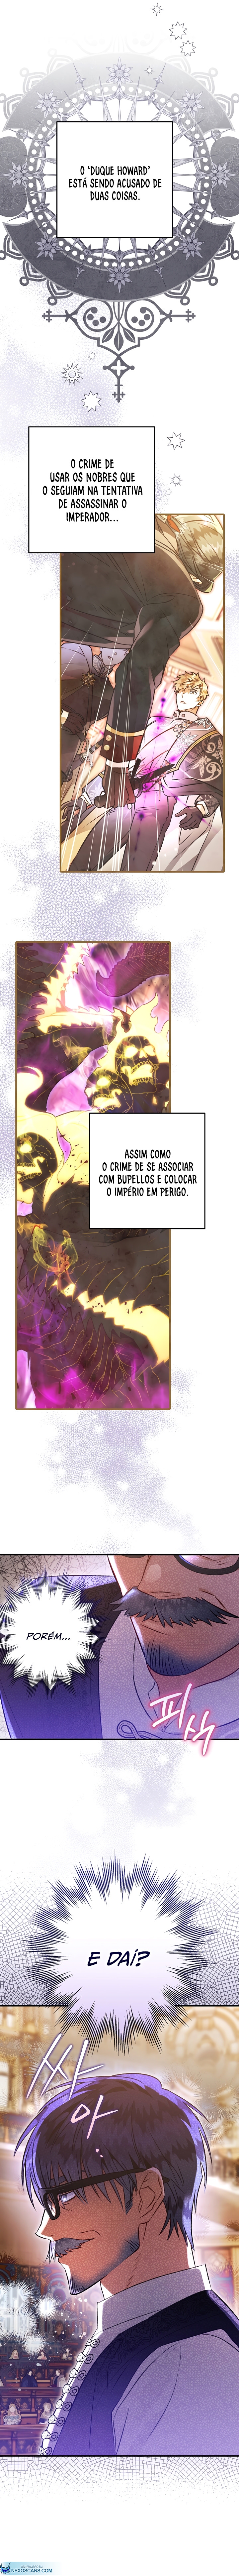 O 'DUQUE HOWARD'
ESTÁ SENDO ACUSADO DE
DUAS COISAS.
O CRIME DE
USAR OS NOBRES QUE
O SEGUIAM NA TENTATIVA
DE ASSASSINAR O
IMPERADOR...
ASSIM COMO
O CRIME DE SE ASSOCIAR
COM BUPELLOS E COLOCAR
O IMPÉRIO EM PERIGO.
PORÉM...
피식
E DAÍ?
쏴
아
NEXOSCANS.COM